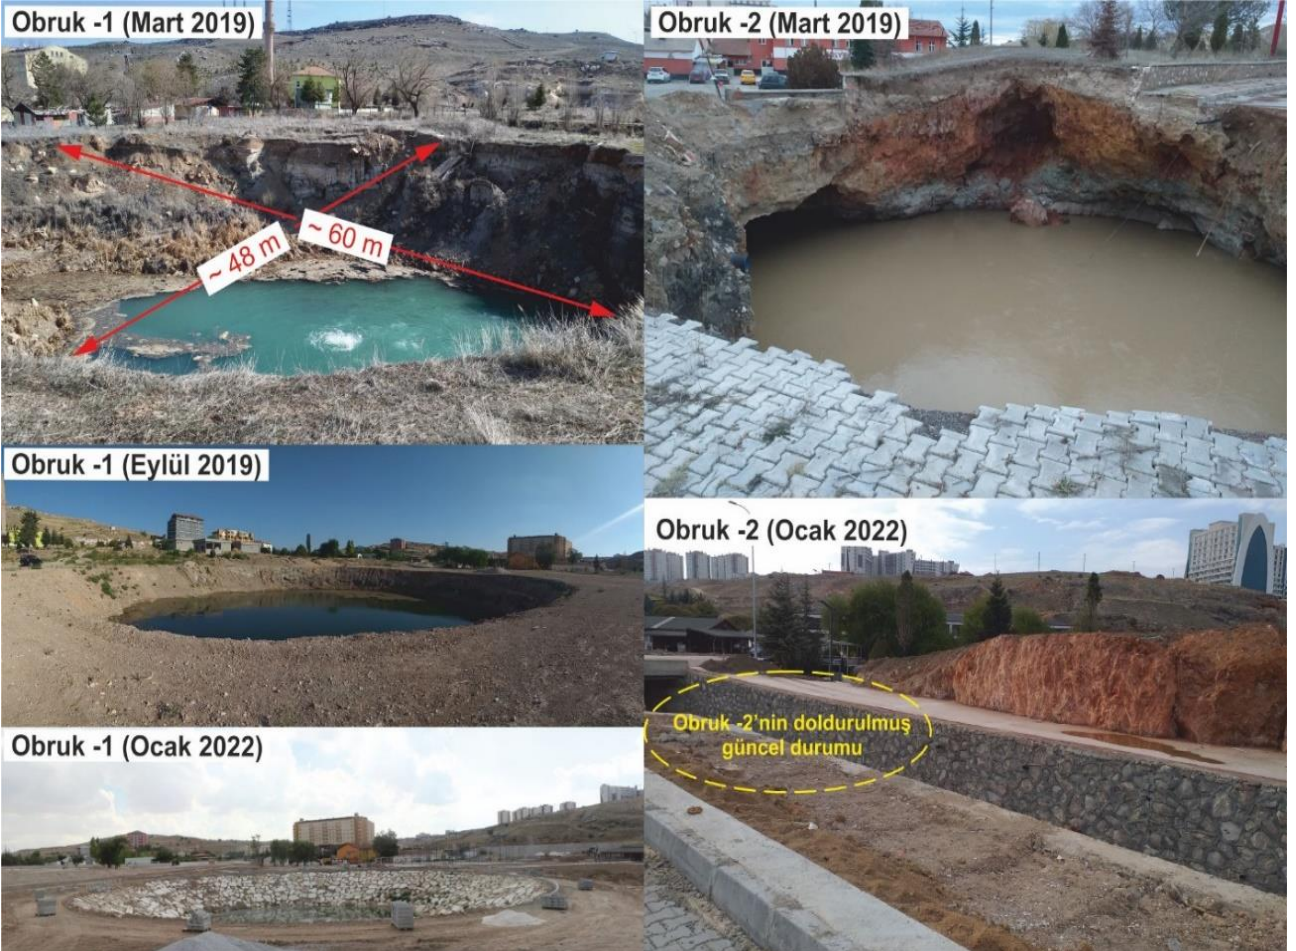 Obruk -1 (Mart 2019)
~ 48 m
~ 60 m
Obruk -2 (Mart 2019)
Obruk -1 (Eylül 2019)
Obruk -2 (Ocak 2022)
Obruk -2'nin doldurulmuş
güncel durumu
Obruk -1 (Ocak 2022)